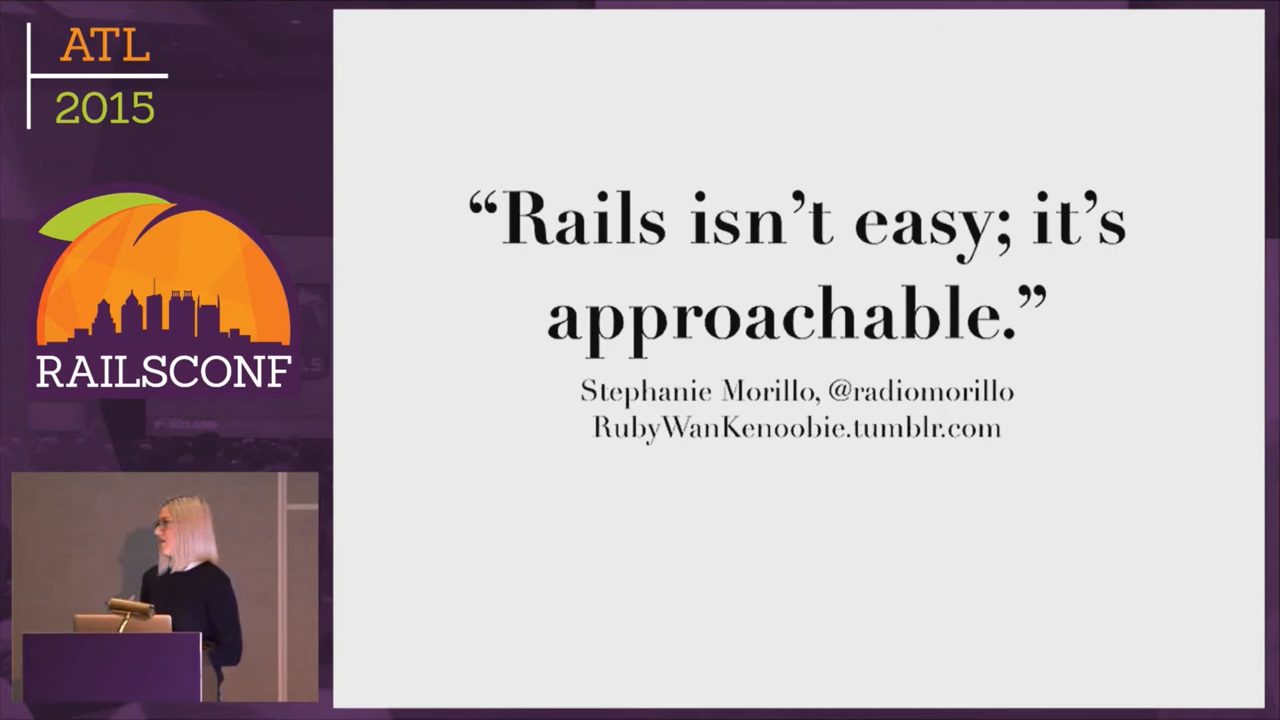 ATL
2015
RAILSCONF
“Rails isn’t easy; it’s
approachable.”
Stephanie Morillo, @radiomorillo
RubyWanKenoobie.tumblr.com